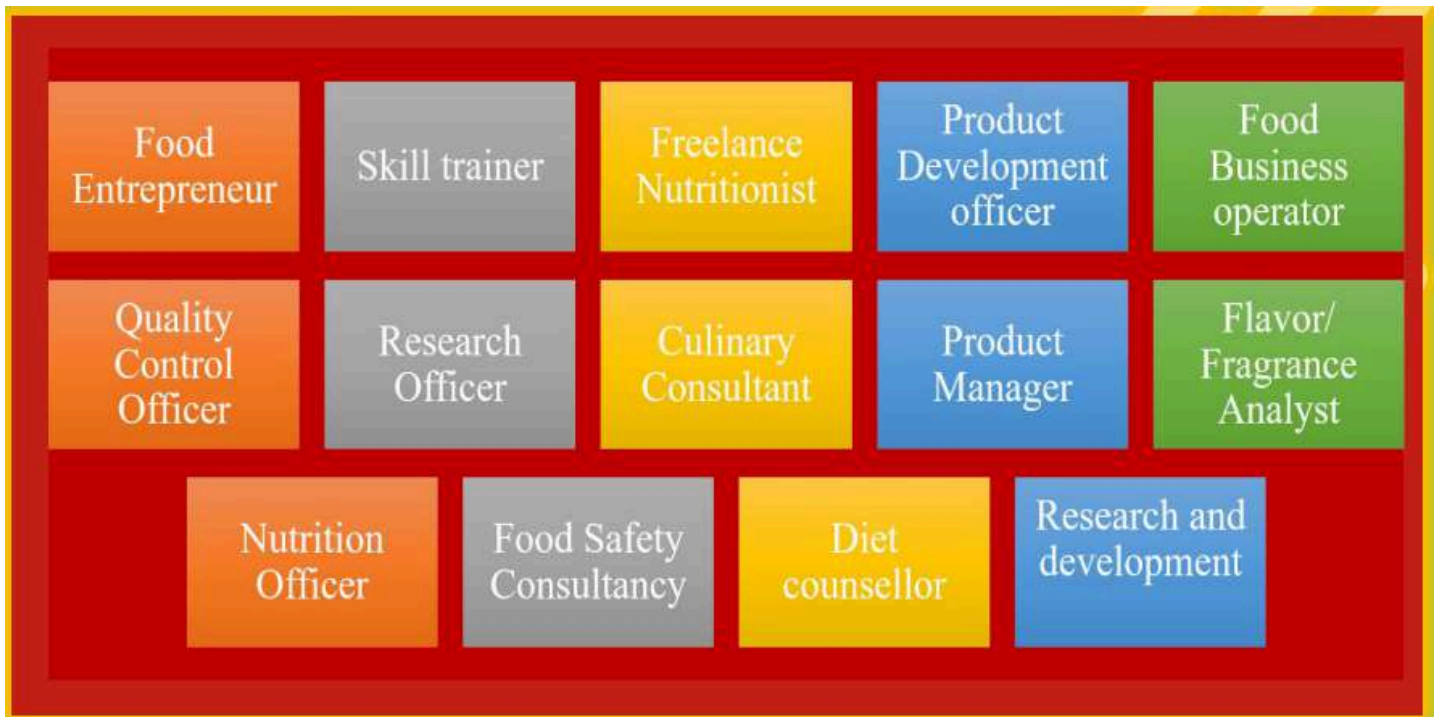 Food
Entrepreneur
Skill trainer
Freelance
Nutritionist
Product
Development
officer
Food
Business
operator
Quality
Control
Officer
Research
Officer
Culinary
Consultant
Product
Manager
Flavor/
Fragrance
Analyst
Nutrition
Officer
Food Safety
Consultancy
Diet
counsellor
Research and
development